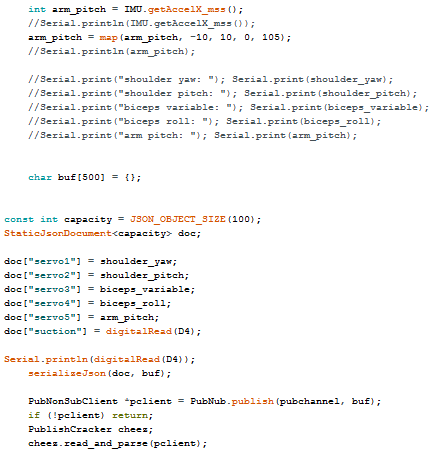 int arm_pitch = IMU.getAccelX_mss();
//Serial.println(IMU.getAccelX_mss());
arm_pitch = map(arm_pitch, -10, 10, 0, 105);
//Serial.println(arm_pitch);
//Serial.print("shoulder yaw: "); Serial.print(shoulder_yaw);
//Serial.print("shoulder pitch: "); Serial.print(shoulder_pitch);
//Serial.print("biceps variable: "); Serial.print(biceps_variable);
//Serial.print("biceps roll: "); Serial.print(biceps_roll);
//Serial.print("arm pitch: "); Serial.print(arm_pitch);
char buf[500] = {};
const int capacity = JSON_OBJECT_SIZE(100);
StaticJsonDocument<capacity> doc;
doc["servo1"] = shoulder_yaw;
doc["servo2"] = shoulder_pitch;
doc["servo3"] = biceps_variable;
doc["servo4"] = biceps_roll;
doc["servo5"] = arm_pitch;
doc["suction"] = digitalRead(D4);
Serial.println(digitalRead(D4));
serializeJson(doc, buf);
PubNonSubClient *pclient = PubNub.publish(pubchannel, buf);
if (!pclient) return;
PublishCracker cheez;
cheez.read_and_parse(pclient);